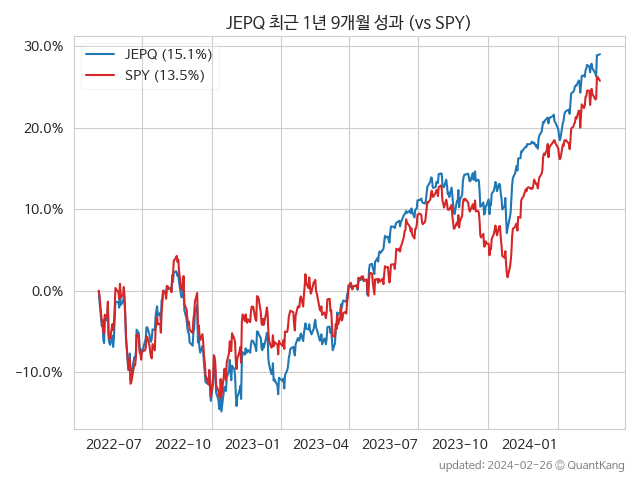 JEPQ 최근 1년 9개월 성과 (vs SPY)
JEPQ (15.1%)
SPY (13.5%)
30.0%
20.0%
10.0%
0.0%
−10.0%
2022-07 2022-10 2023-01 2023-04 2023-07 2023-10 2024-01
updated: 2024-02-26 © QuantKang